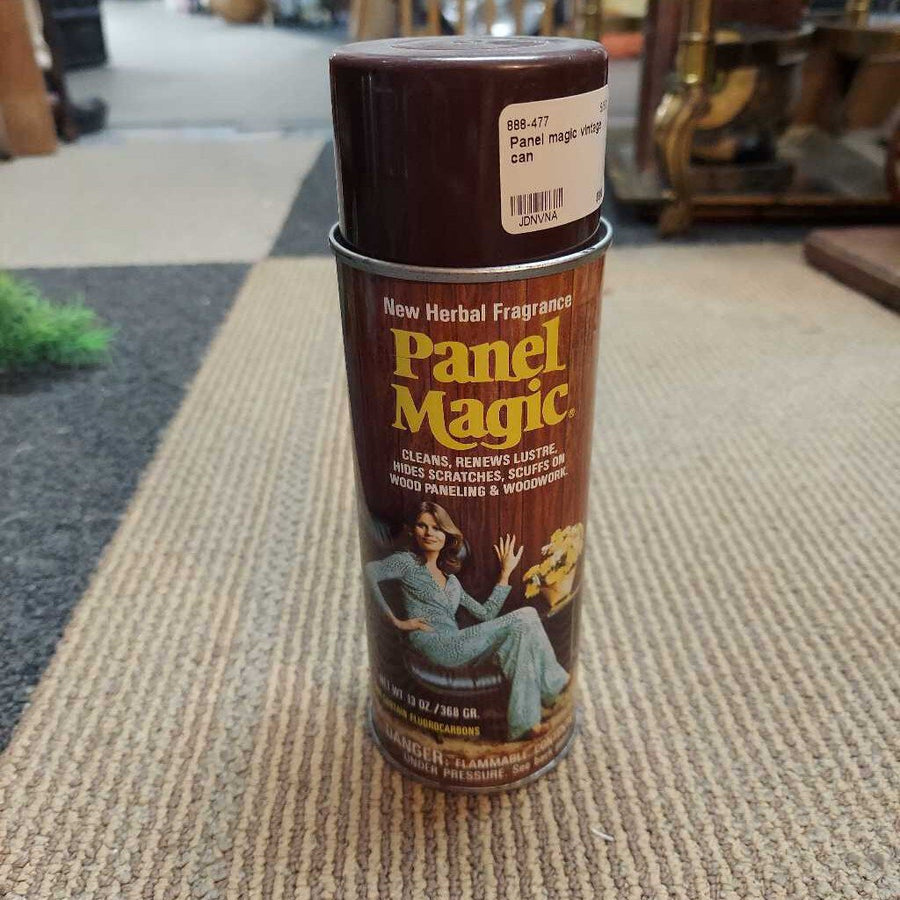 888-477
Panel magic vintage
can
JDNVNA
New Herbal Fragrance
Panel
Magic®
CLEANS, RENEWS LUSTRE,
HIDES SCRATCHES, SCUFFS ON
WOOD PANELING & WOODWORK.
NET WT. 13 OZ./368 GR.
FLUOROCARBONS
DANGER: FLAMMABLE
UNDER PRESSURE. See